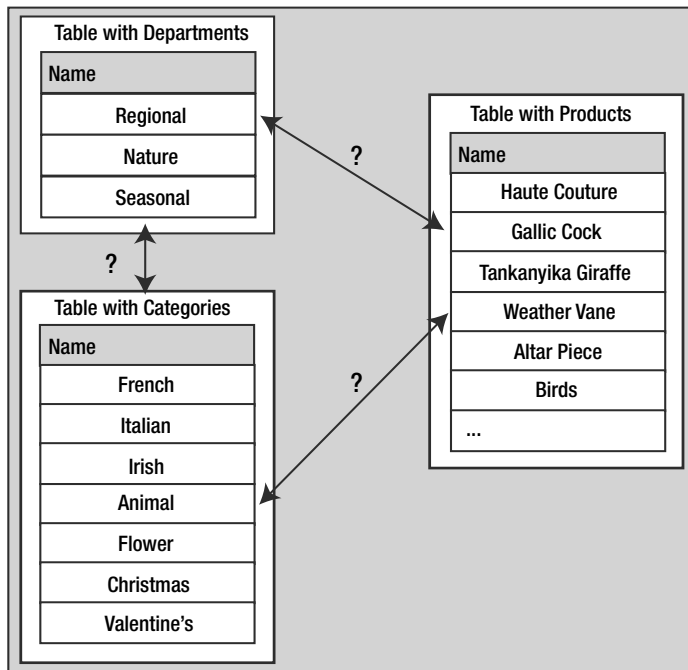 Table with Departments
Name
Regional
Nature
Seasonal
?
Table with Categories
Name
French
Italian
Irish
Animal
Flower
Christmas
Valentine's
?
?
Table with Products
Name
Haute Couture
Gallic Cock
Tankanyika Giraffe
Weather Vane
Altar Piece
Birds
...